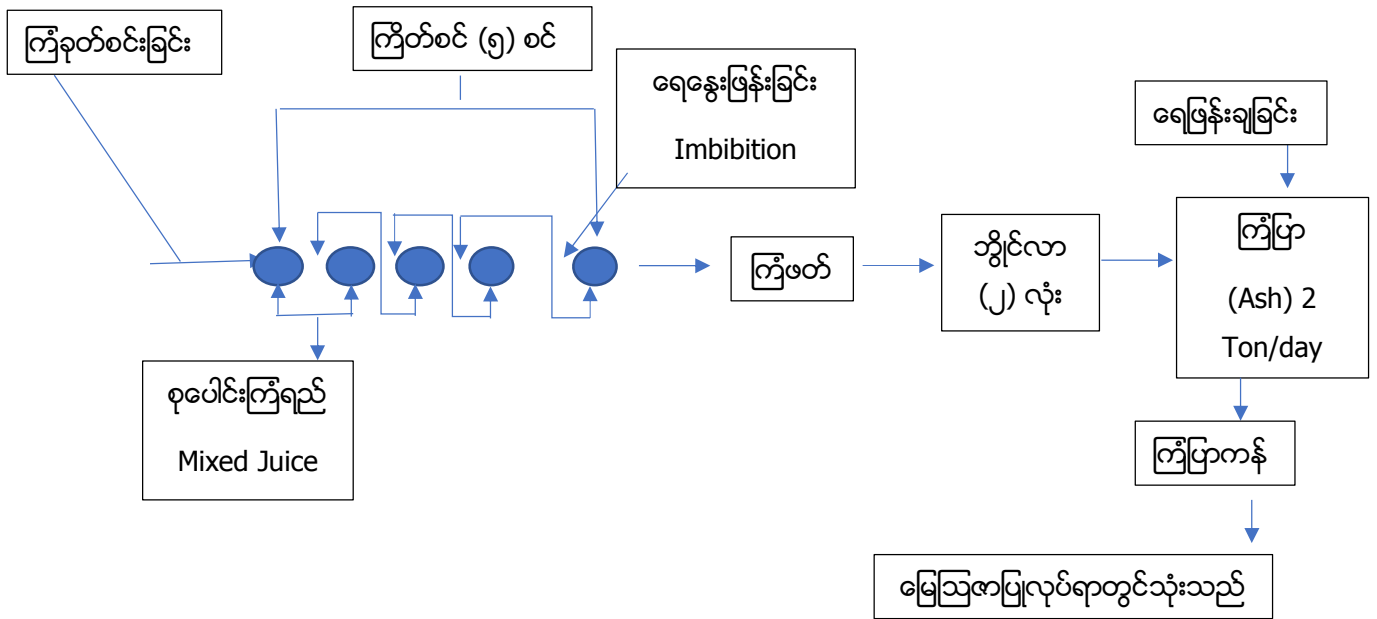 ကြံခုတ်စင်းခြင်း
ကြိတ်စင် (၅) စင်
ရေနွေးဖြန်းခြင်း
Imbibition
ရေဖြန်းချခြင်း
ကြံဖတ်
ဘွိုင်လာ
(၂) လုံး
ကြံပြာ
(Ash) 2
Ton/day
စုပေါင်းကြံရည်
Mixed Juice
ကြံပြာကန်
မြေသြဇာပြုလုပ်ရာတွင်သုံးသည်